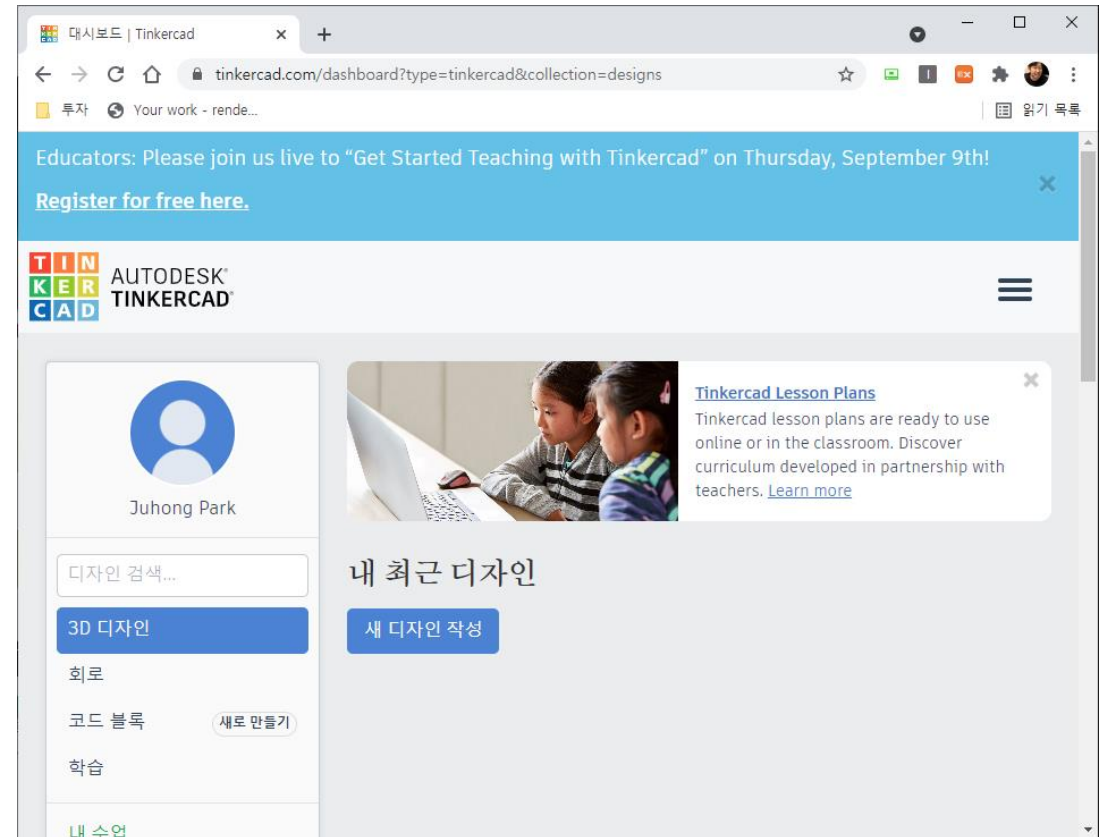 대시보드 | Tinkercad
tinkercad.com/dashboard?type=tinkercad&collection=designs
투자
Your work - rende...
읽기 목록
Educators: Please join us live to “Get Started Teaching with Tinkercad” on Thursday, September 9th!
Register for free here.
TIN
KER
CAD
AUTODESK®
TINKERCAD®
Juhong Park
디자인 검색...
3D 디자인
회로
코드 블록
새로 만들기
학습
내 수업
Tinkercad Lesson Plans
Tinkercad lesson plans are ready to use
online or in the classroom. Discover
curriculum developed in partnership with
teachers. Learn more
내 최근 디자인
새 디자인 작성